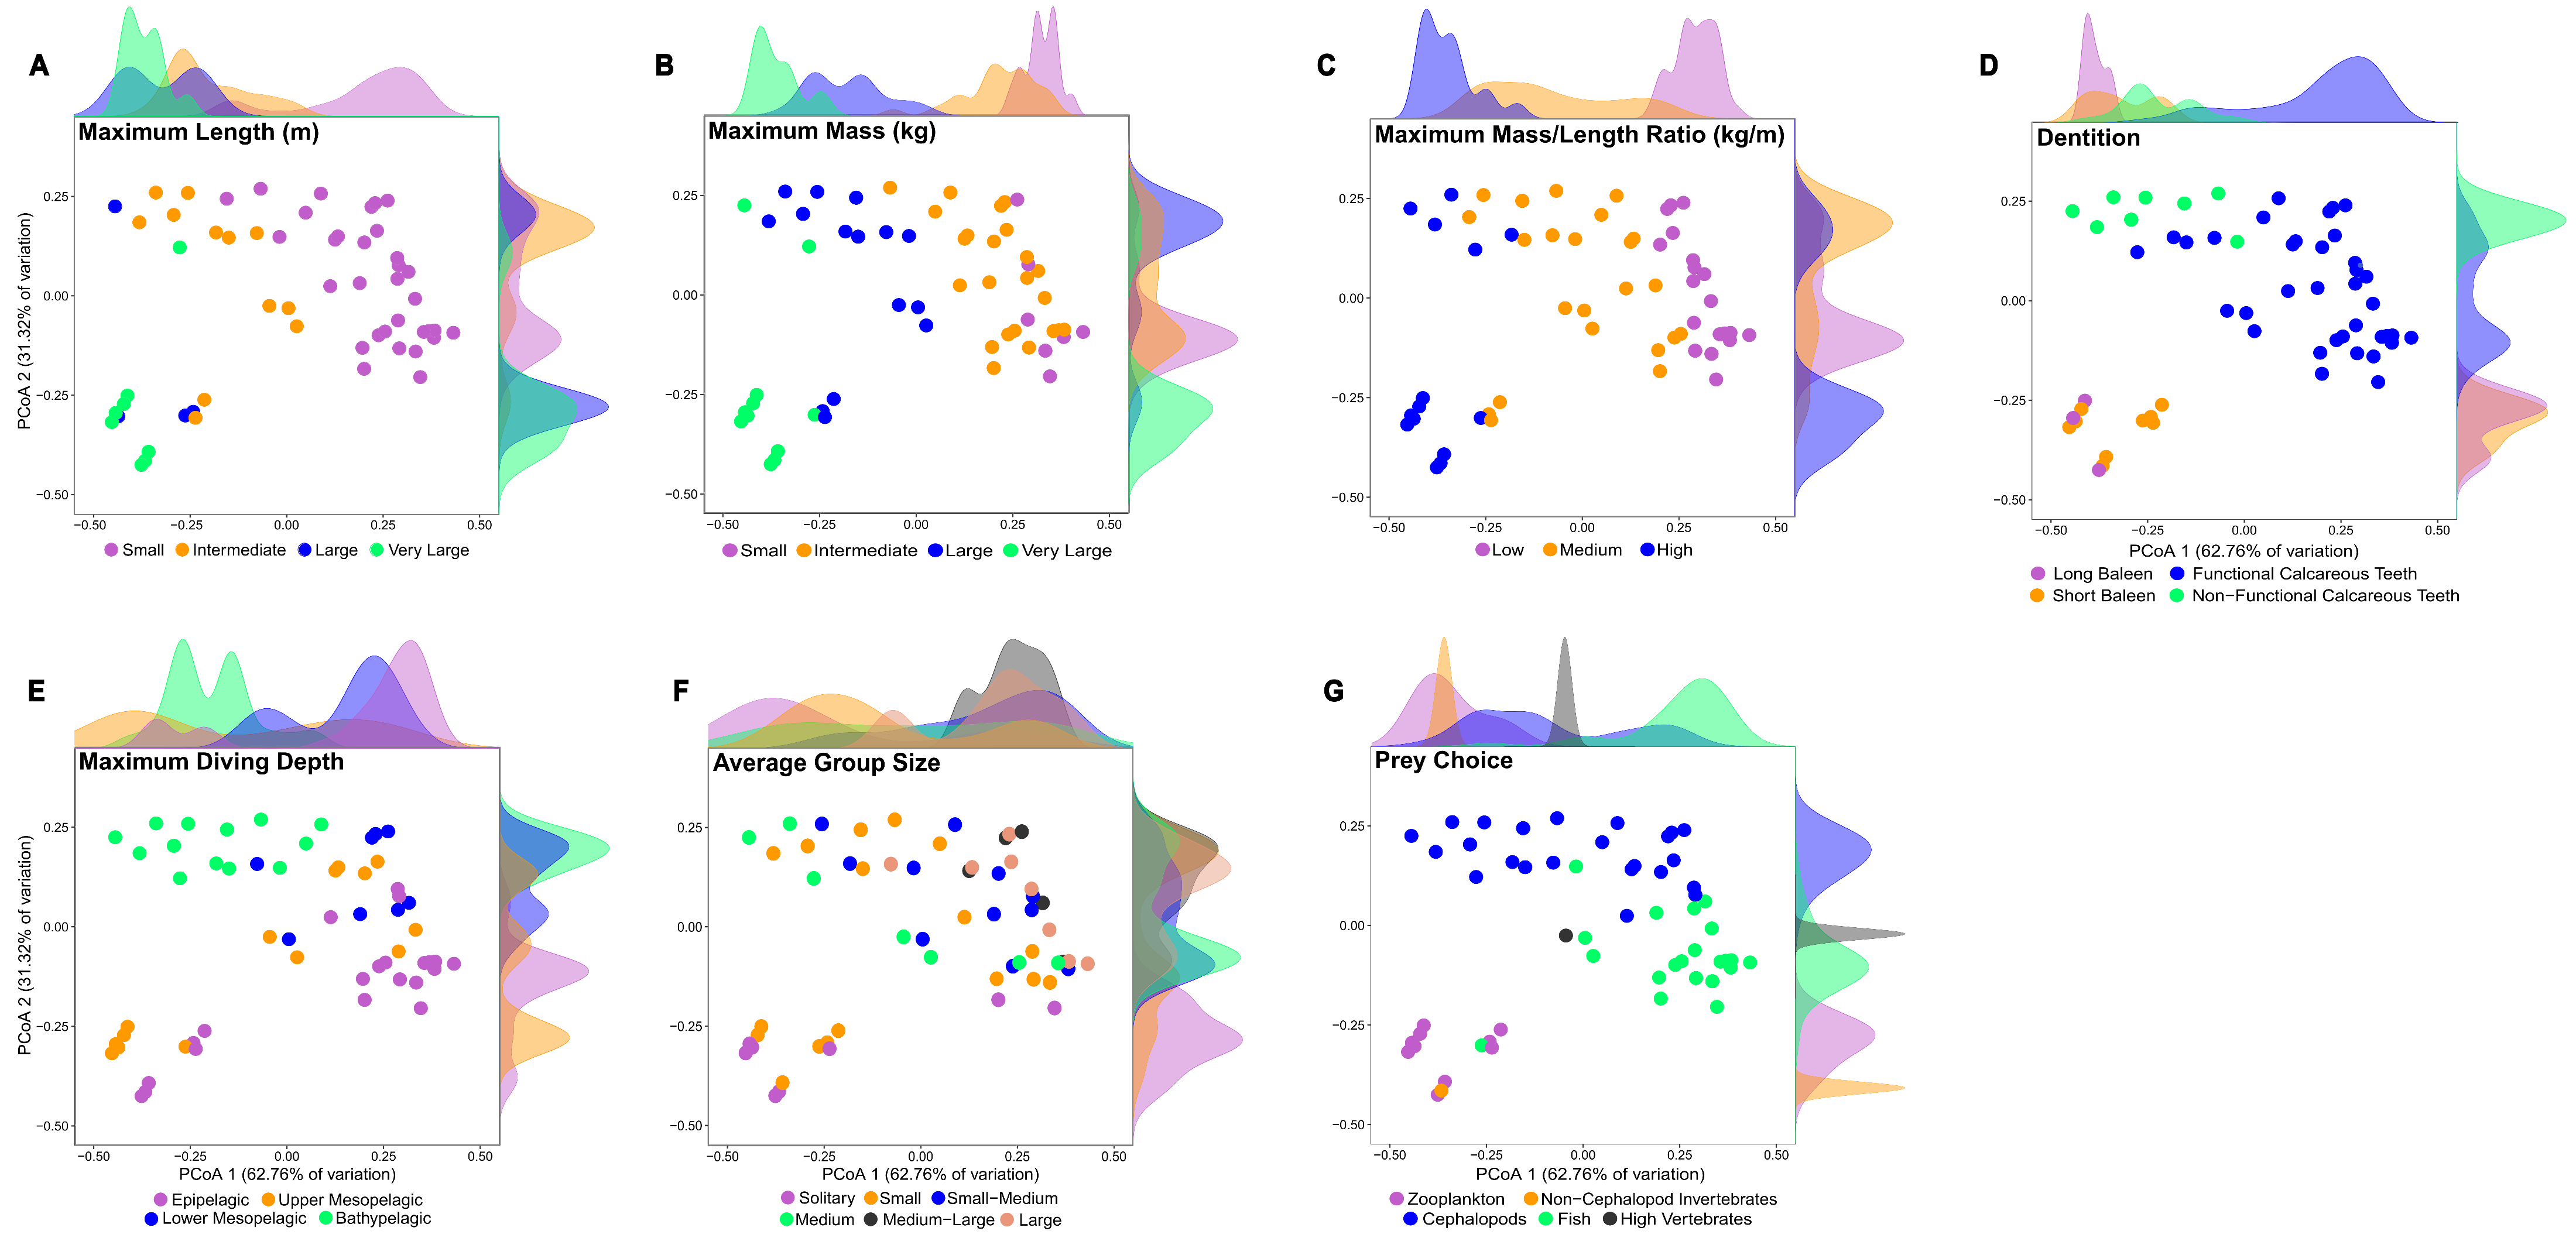 A
Maximum Length (m)
0.25
0.00
−0.25
−0.50
PCoA 2 (31.32% of variation)
−0.50 −0.25 0.00 0.25 0.50
Small Intermediate Large Very Large
B
Maximum Mass (kg)
0.25
0.00
−0.25
−0.50
−0.50 −0.25 0.00 0.25 0.50
Small Intermediate Large Very Large
C
Maximum Mass/Length Ratio (kg/m)
0.25
0.00
−0.25
−0.50
−0.50 −0.25 0.00 0.25 0.50
Low Medium High
D
Dentition
0.25
0.00
−0.25
−0.50
−0.50 −0.25 0.00 0.25 0.50
PCoA 1 (62.76% of variation)
Long Baleen Functional Calcareous Teeth
Short Baleen Non−Functional Calcareous Teeth
E
Maximum Diving Depth
0.25
0.00
−0.25
−0.50
PCoA 2 (31.32% of variation)
−0.50 −0.25 0.00 0.25 0.50
PCoA 1 (62.76% of variation)
Epipelagic Upper Mesopelagic
Lower Mesopelagic Bathypelagic
F
Average Group Size
0.25
0.00
−0.25
−0.50
−0.50 −0.25 0.00 0.25 0.50
PCoA 1 (62.76% of variation)
Solitary Small Small−Medium
Medium Medium−Large Large
G
Prey Choice
0.25
0.00
−0.25
−0.50
−0.50 −0.25 0.00 0.25 0.50
PCoA 1 (62.76% of variation)
Zooplankton Non−Cephalopod Invertebrates
Cephalopods Fish High Vertebrates